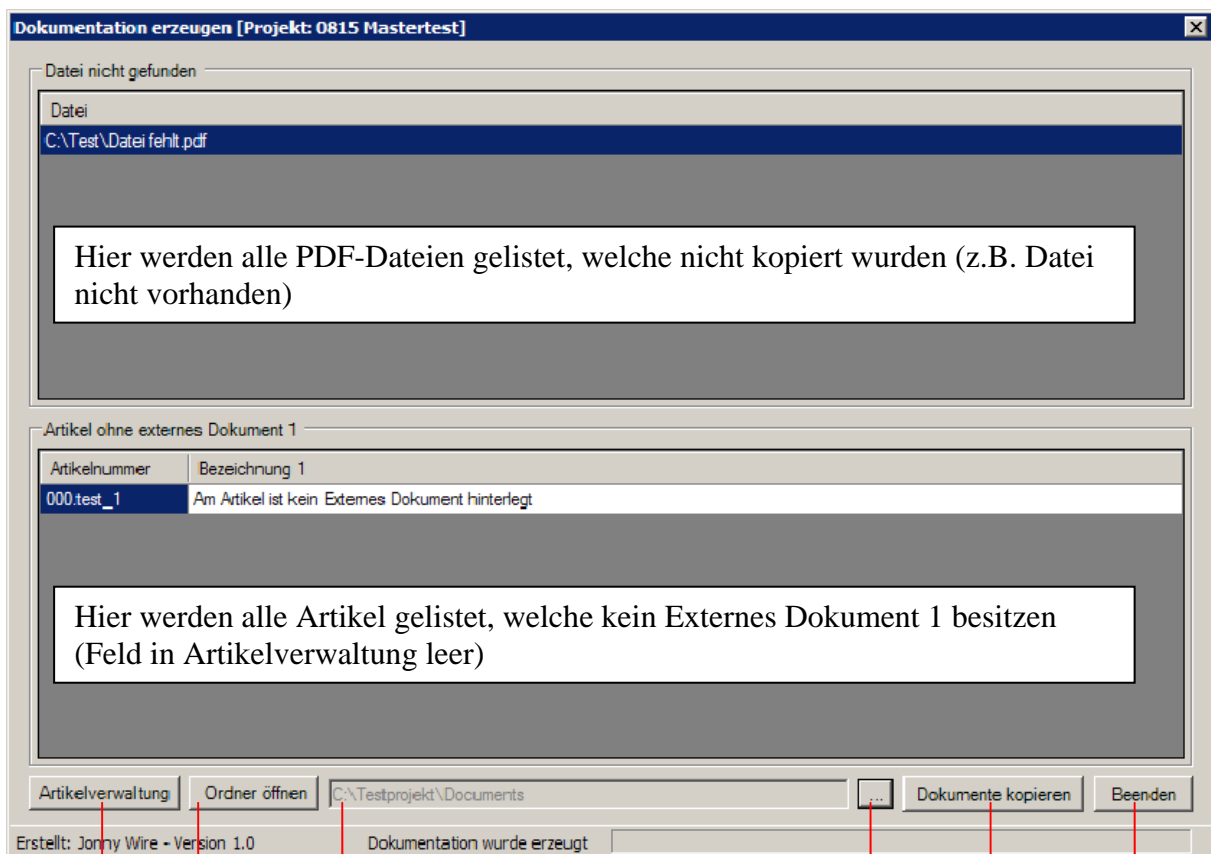 Dokumentation erzeugen [Projekt: 0815 Mastertest]
Datei nicht gefunden
Datei
C:\Test\Datei fehlt.pdf
Hier werden alle PDF-Dateien gelistet, welche nicht kopiert wurden (z.B. Datei
nicht vorhanden)
Artikel ohne externes Dokument 1
Artikelnummer Bezeichnung 1
000.test_1 Am Artikel ist kein Externes Dokument hinterlegt
Hier werden alle Artikel gelistet, welche kein Externes Dokument 1 besitzen
(Feld in Artikelverwaltung leer)
Artikelverwaltung Ordner öffnen C:\Testprojekt\Documents ... Dokumente kopieren Beenden
Erstellt: Jonny Wire - Version 1.0 Dokumentation wurde erzeugt